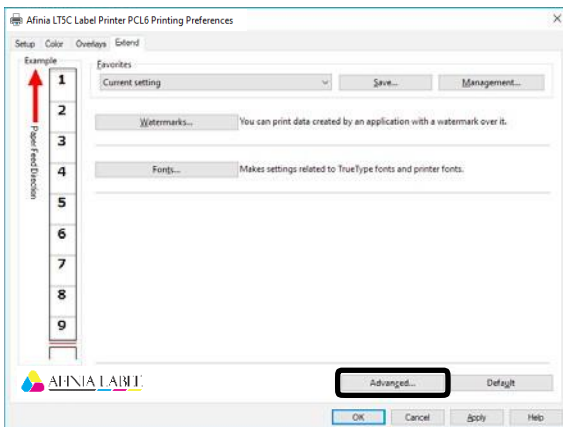 Afinia LT5C Label Printer PCL6 Printing Preferences
Setup Color Overlays Extend
Example
Favorites
Current setting Save... Management...
1
2
3
4
5
6
7
8
9
Paper Feed Direction
Watermarks... You can print data created by an application with a watermark over it.
Fonts... Makes settings related to TrueType fonts and printer fonts.
AFINIA LABEL
Advanced... Default
OK Cancel Apply Help